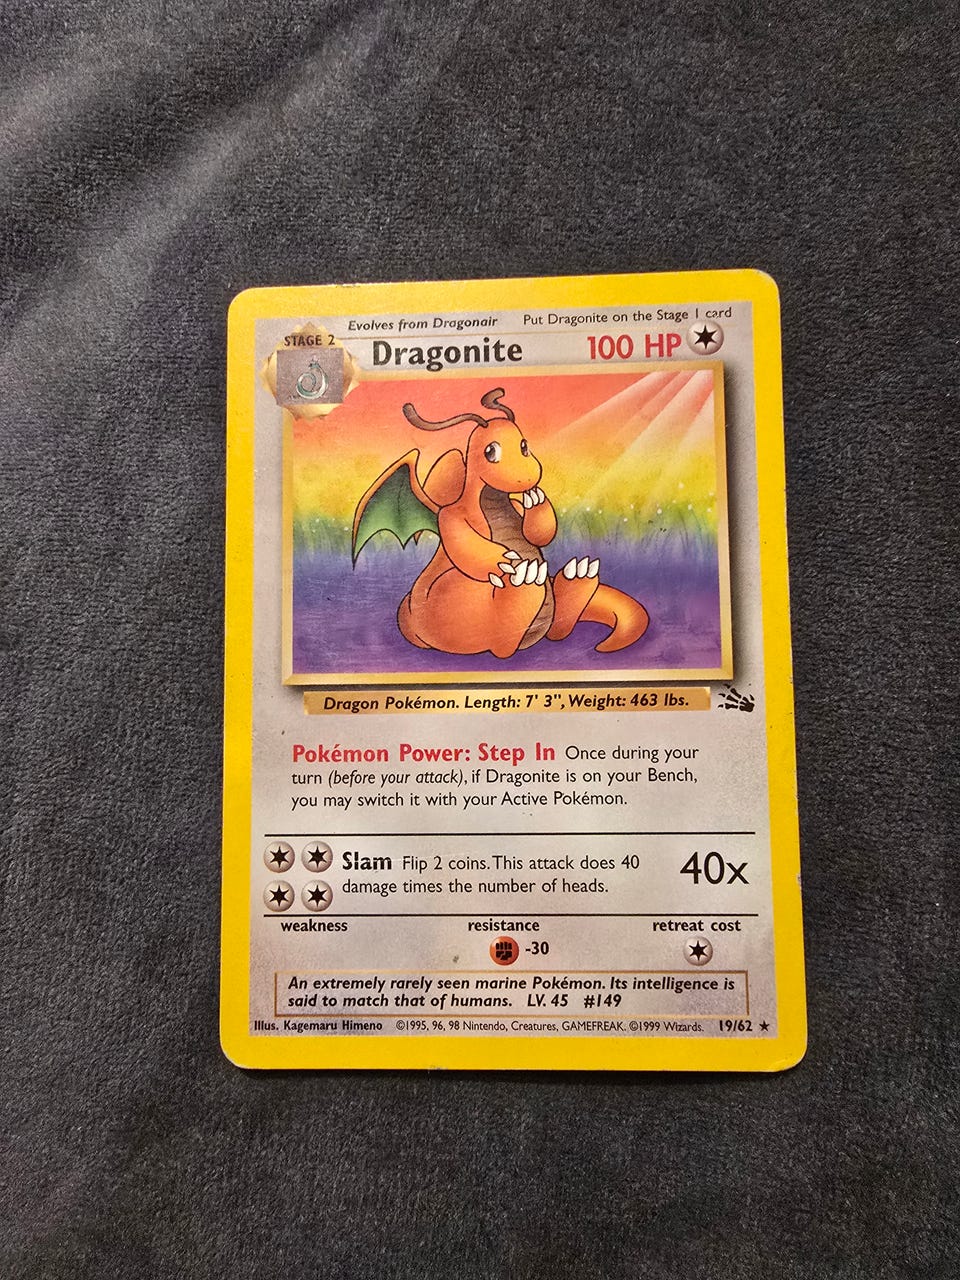 Evolves from Dragonair Put Dragonite on the Stage 1 card
STAGE 2
Dragonite 100 HP
Dragon Pokémon. Length: 7' 3", Weight: 463 lbs.
Pokémon Power: Step In Once during your
turn (before your attack), if Dragonite is on your Bench,
you may switch it with your Active Pokémon.
Slam Flip 2 coins. This attack does 40
damage times the number of heads.
40x
weakness resistance retreat cost
-30
An extremely rarely seen marine Pokémon. Its intelligence is
said to match that of humans. LV. 45 #149
Illus. Kagemaru Himeno ©1995, 96, 98 Nintendo, Creatures, GAMEFREAK. ©1999 Wizards. 19/62 ★